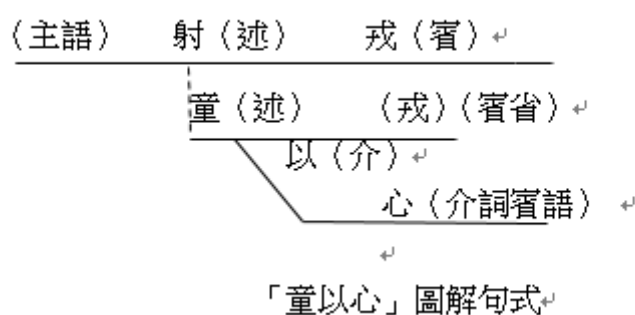 （主語） 射（述） 戎（賓）
童（述） （戎）（賓省）
以（介）
心（介詞賓語）
「童以心」圖解句式